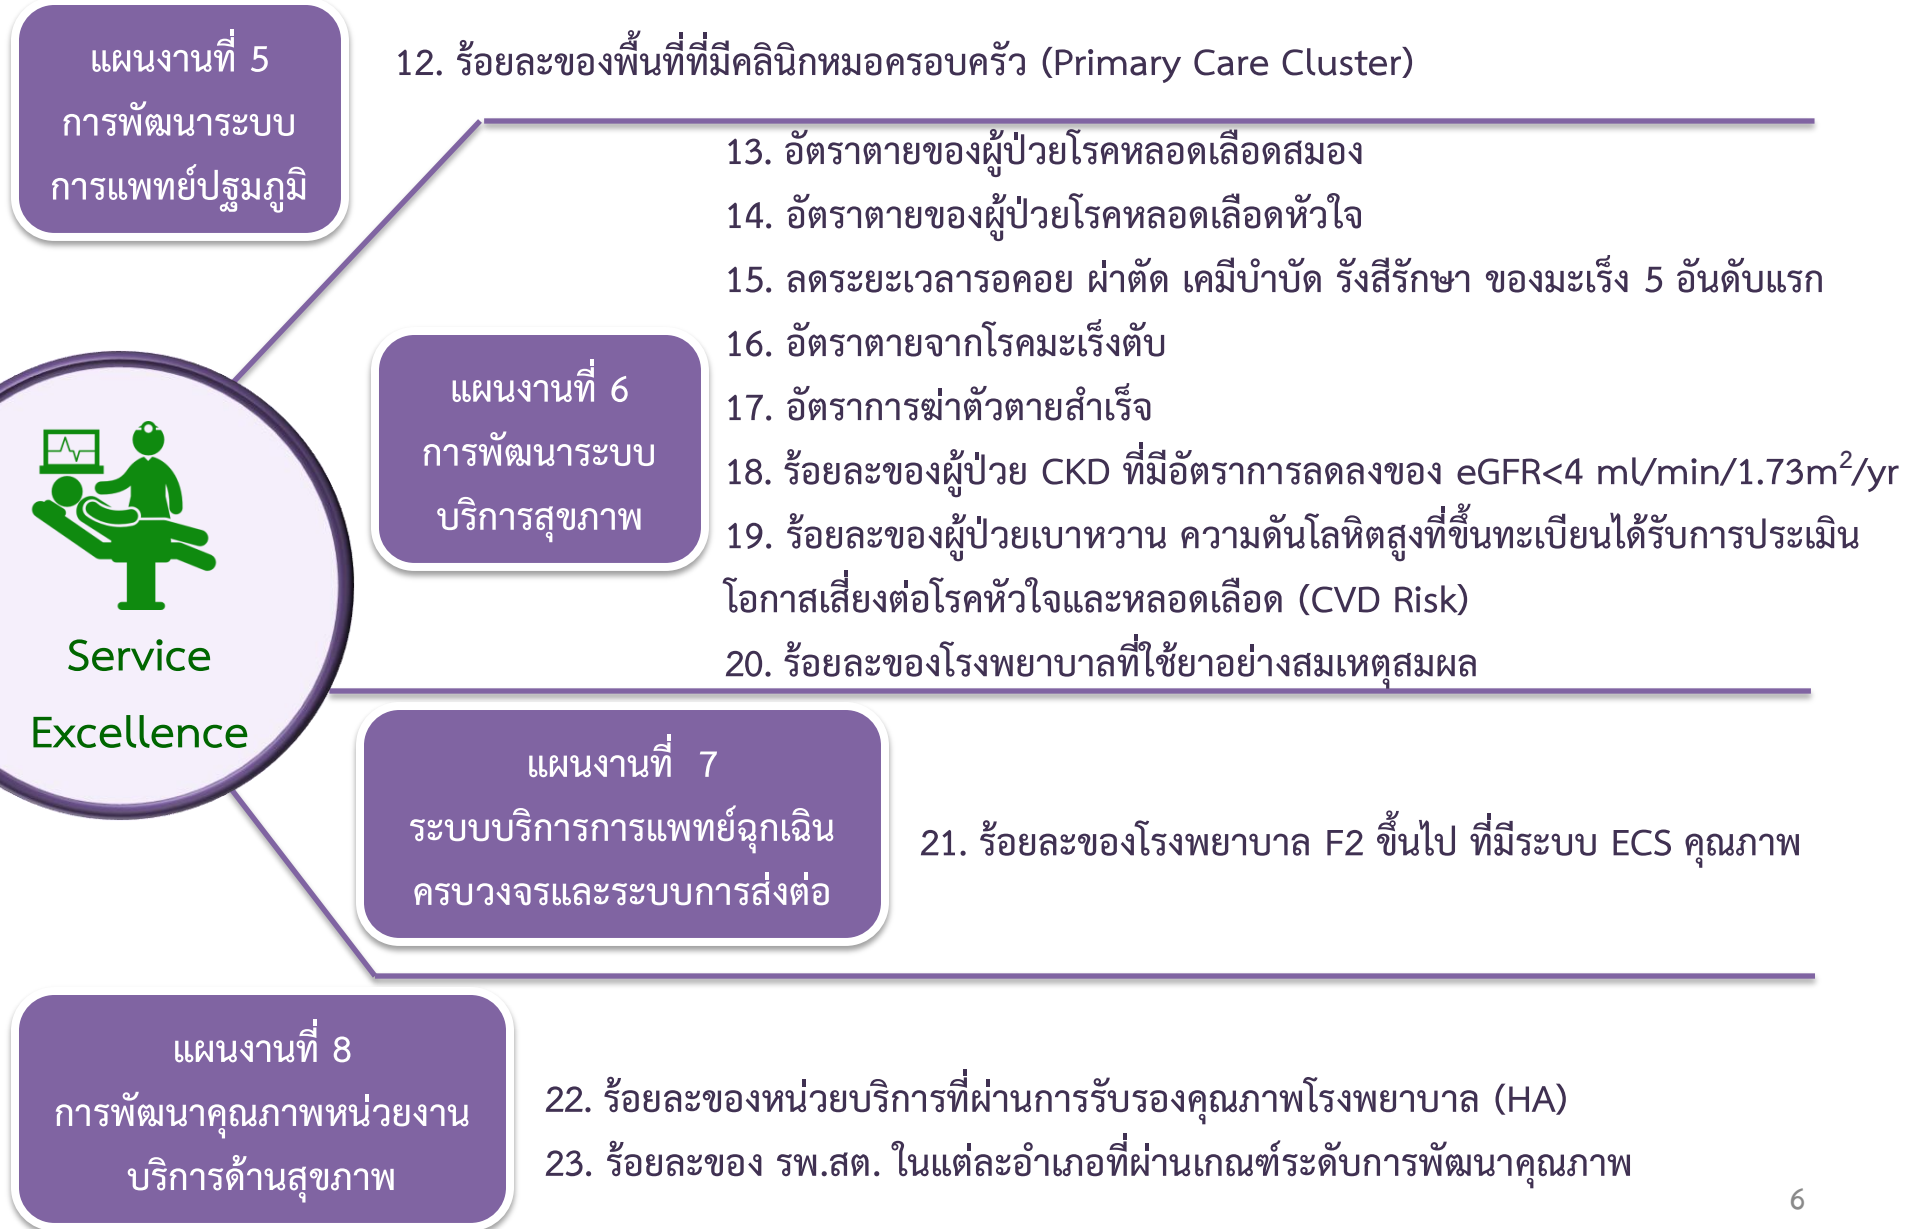 แผนงานที่ 5
การพัฒนาระบบ
การแพทย์ปฐมภูมิ
12. ร้อยละของพื้นที่ที่มีคลินิกหมอครอบครัว (Primary Care Cluster)
แผนงานที่ 6
การพัฒนาระบบ
บริการสุขภาพ
13. อัตราตายของผู้ป่วยโรคหลอดเลือดสมอง
14. อัตราตายของผู้ป่วยโรคหลอดเลือดหัวใจ
15. ลดระยะเวลารอคอย ผ่าตัด เคมีบำบัด รังสีรักษา ของมะเร็ง 5 อันดับแรก
16. อัตราตายจากโรคมะเร็งตับ
17. อัตราการฆ่าตัวตายสำเร็จ
18. ร้อยละของผู้ป่วย CKD ที่มีอัตราการลดลงของ eGFR<4 ml/min/1.73m²/yr
19. ร้อยละของผู้ป่วยเบาหวาน ความดันโลหิตสูงที่ขึ้นทะเบียนได้รับการประเมิน
โอกาสเสี่ยงต่อโรคหัวใจและหลอดเลือด (CVD Risk)
20. ร้อยละของโรงพยาบาลที่ใช้ยาอย่างสมเหตุสมผล
Service
Excellence
แผนงานที่ 7
ระบบบริการการแพทย์ฉุกเฉิน
ครบวงจรและระบบการส่งต่อ
21. ร้อยละของโรงพยาบาล F2 ขึ้นไป ที่มีระบบ ECS คุณภาพ
แผนงานที่ 8
การพัฒนาคุณภาพหน่วยงาน
บริการด้านสุขภาพ
22. ร้อยละของหน่วยบริการที่ผ่านการรับรองคุณภาพโรงพยาบาล (HA)
23. ร้อยละของ รพ.สต. ในแต่ละอำเภอที่ผ่านเกณฑ์ระดับการพัฒนาคุณภาพ
6